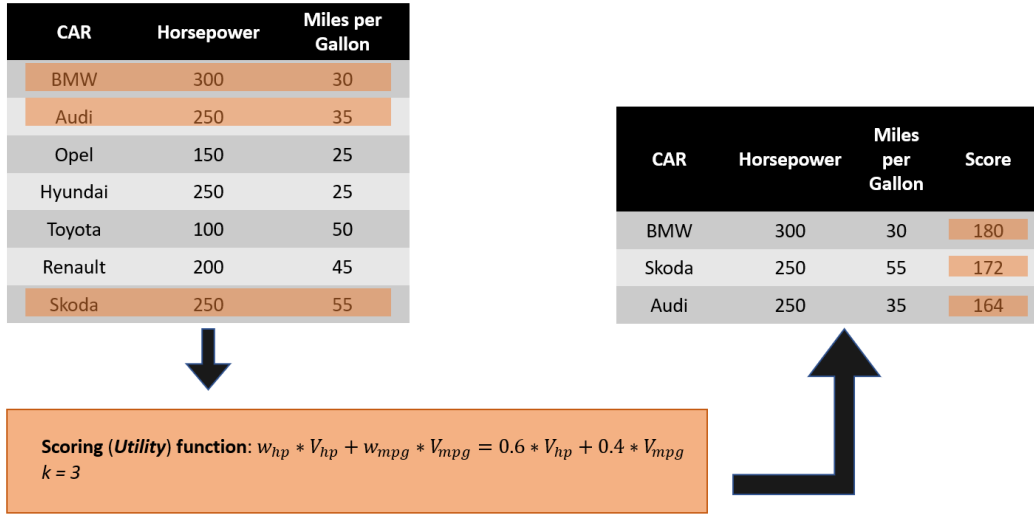 CAR Horsepower Miles per Gallon
BMW 300 30
Audi 250 35
Opel 150 25
Hyundai 250 25
Toyota 100 50
Renault 200 45
Skoda 250 55
CAR Horsepower Miles per Gallon Score
BMW 300 30 180
Skoda 250 55 172
Audi 250 35 164
Scoring (Utility) function: w_hp * V_hp + w_mpg * V_mpg = 0.6 * V_hp + 0.4 * V_mpg
k = 3